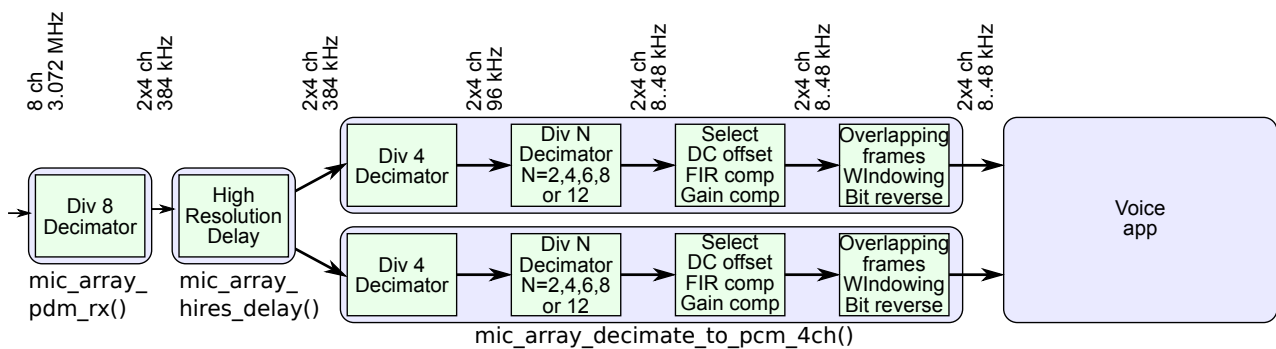 8 ch
3.072 MHz
2x4 ch
384 kHz
2x4 ch
384 kHz
2x4 ch
96 kHz
2x4 ch
8..48 kHz
2x4 ch
8..48 kHz
2x4 ch
8..48 kHz
Div 8
Decimator
mic_array_
pdm_rx()
High
Resolution
Delay
mic_array_
hires_delay()
Div 4
Decimator
Div N
Decimator
N=2,4,6,8
or 12
Select
DC offset
FIR comp
Gain comp
Overlapping
frames
WIndowing
Bit reverse
Div 4
Decimator
Div N
Decimator
N=2,4,6,8
or 12
Select
DC offset
FIR comp
Gain comp
Overlapping
frames
WIndowing
Bit reverse
mic_array_decimate_to_pcm_4ch()
Voice
app